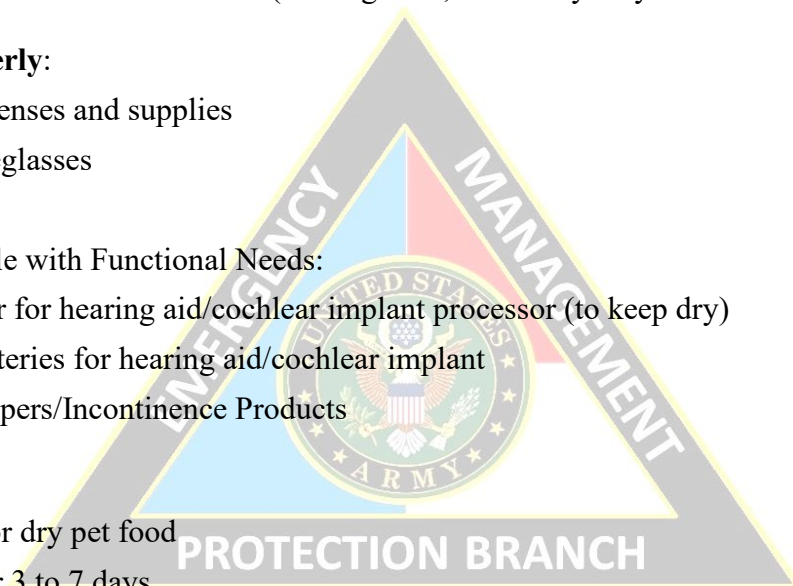 erly:
enses and supplies
glasses
le with Functional Needs:
r for hearing aid/cochlear implant processor (to keep dry)
teries for hearing aid/cochlear implant
pers/Incontinence Products
or dry pet food
r 3 to 7 days
EMERGENCY
MANAGEMENT
PROTECTION BRANCH
UNITED STATES
ARMY